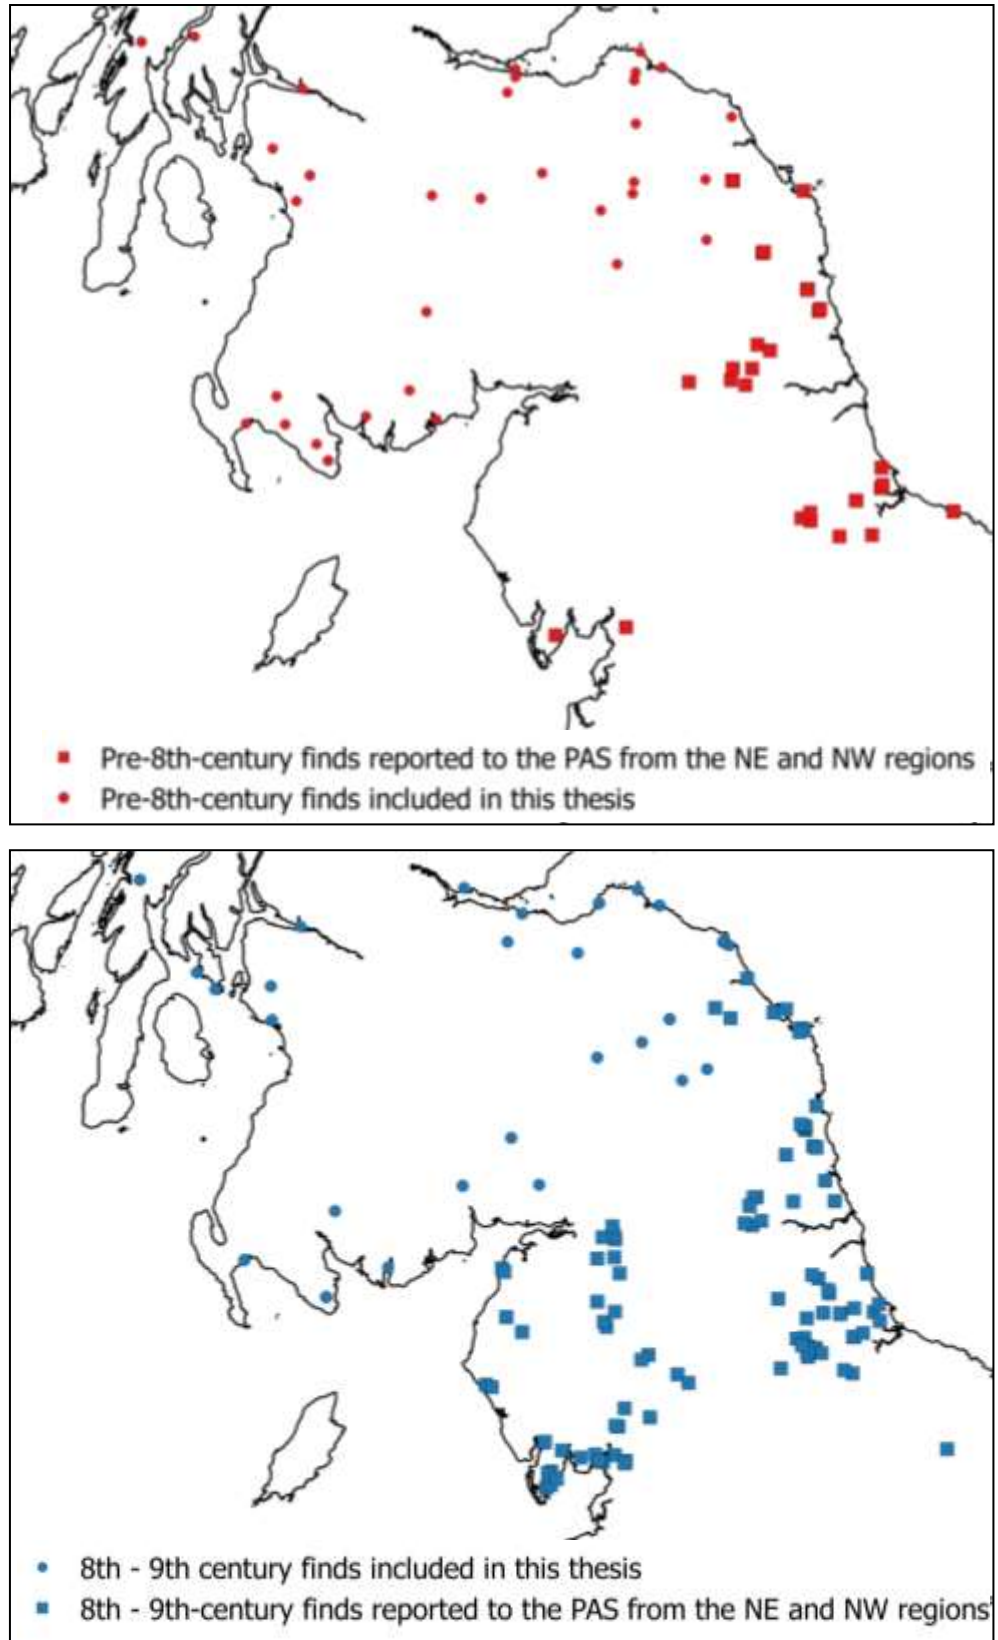 Pre-8th-century finds reported to the PAS from the NE and NW regions
Pre-8th-century finds included in this thesis
8th - 9th century finds included in this thesis
8th - 9th-century finds reported to the PAS from the NE and NW regions